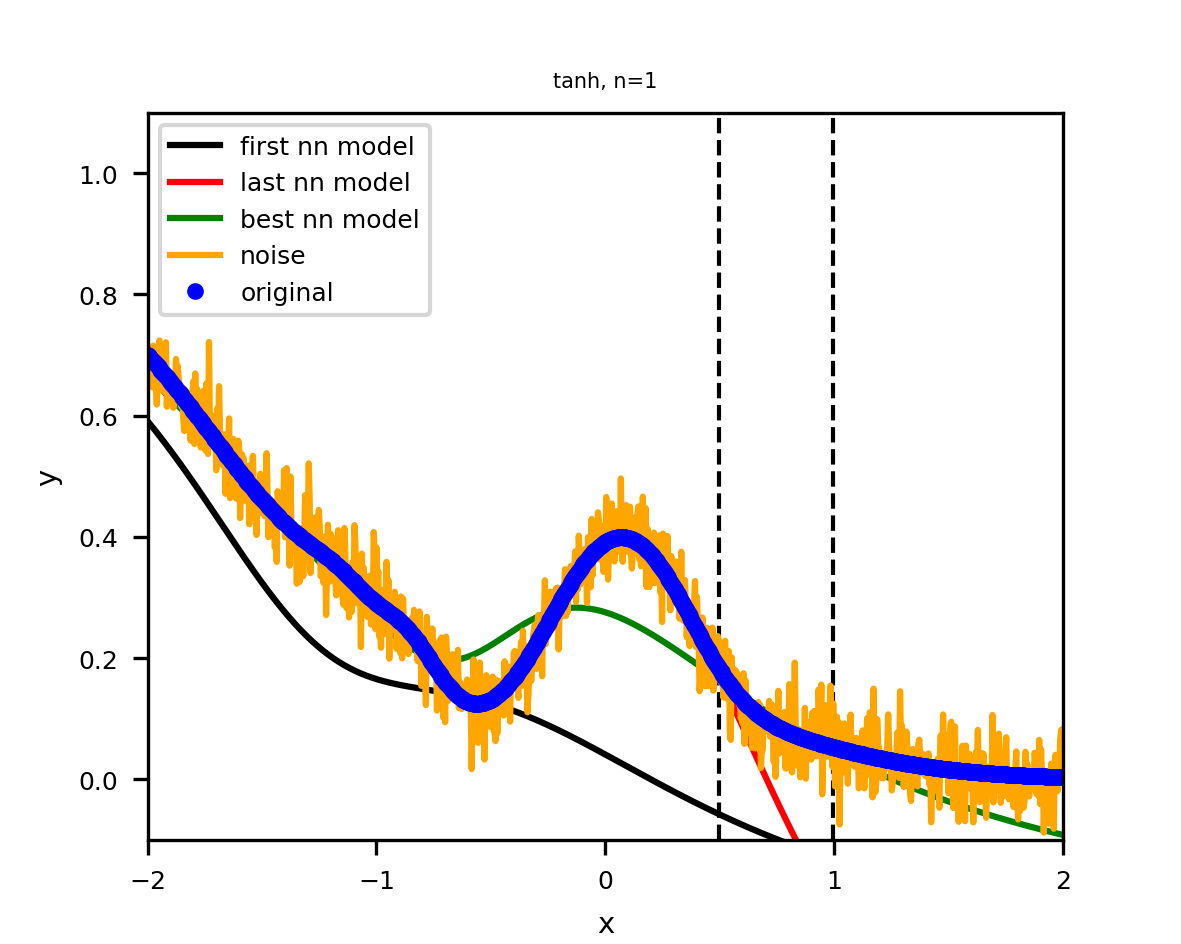 tanh, n=1
first nn model
last nn model
best nn model
noise
original
1.0
0.8
0.6
0.4
0.2
0.0
y
−2
−1
0
1
2
x